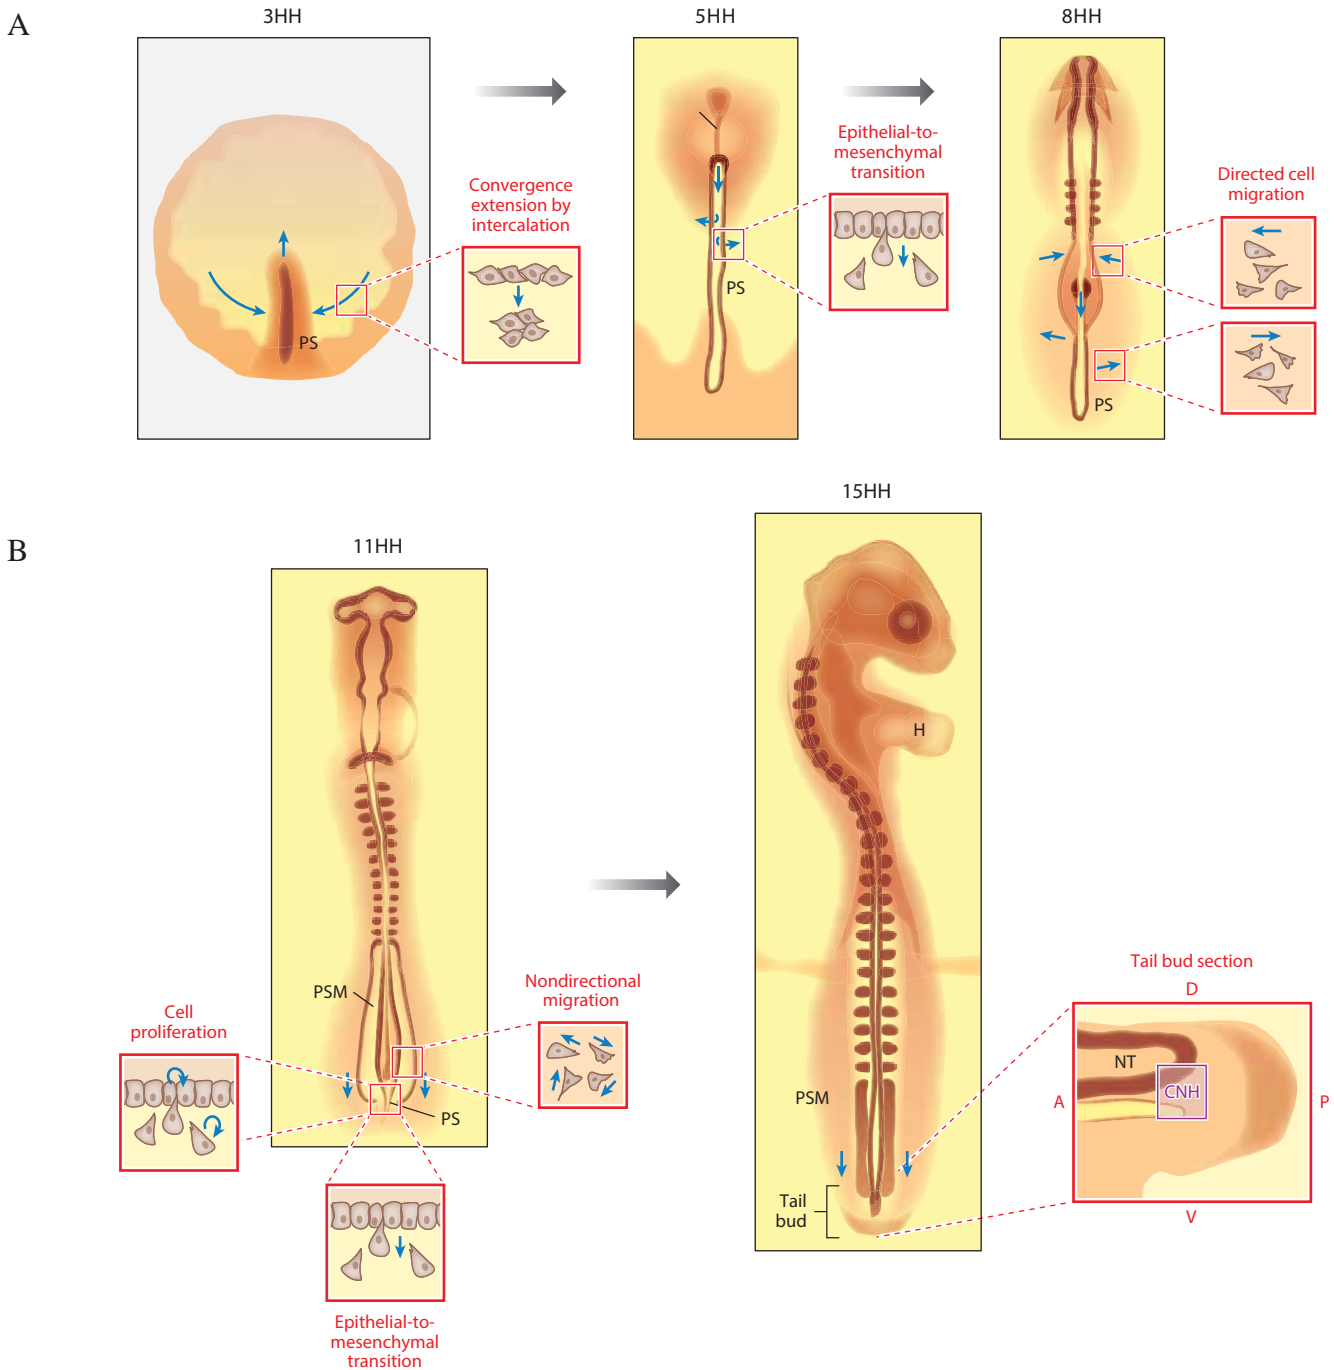 A
3HH
5HH
8HH
Convergence
extension by
intercalation
PS
Epithelial-to-
mesenchymal
transition
PS
Directed cell
migration
PS
B
11HH
15HH
H
PSM
Nondirectional
migration
Cell
proliferation
PS
Epithelial-to-
mesenchymal
transition
PSM
Tail
bud
Tail bud section
D
NT
CNH
A
P
V